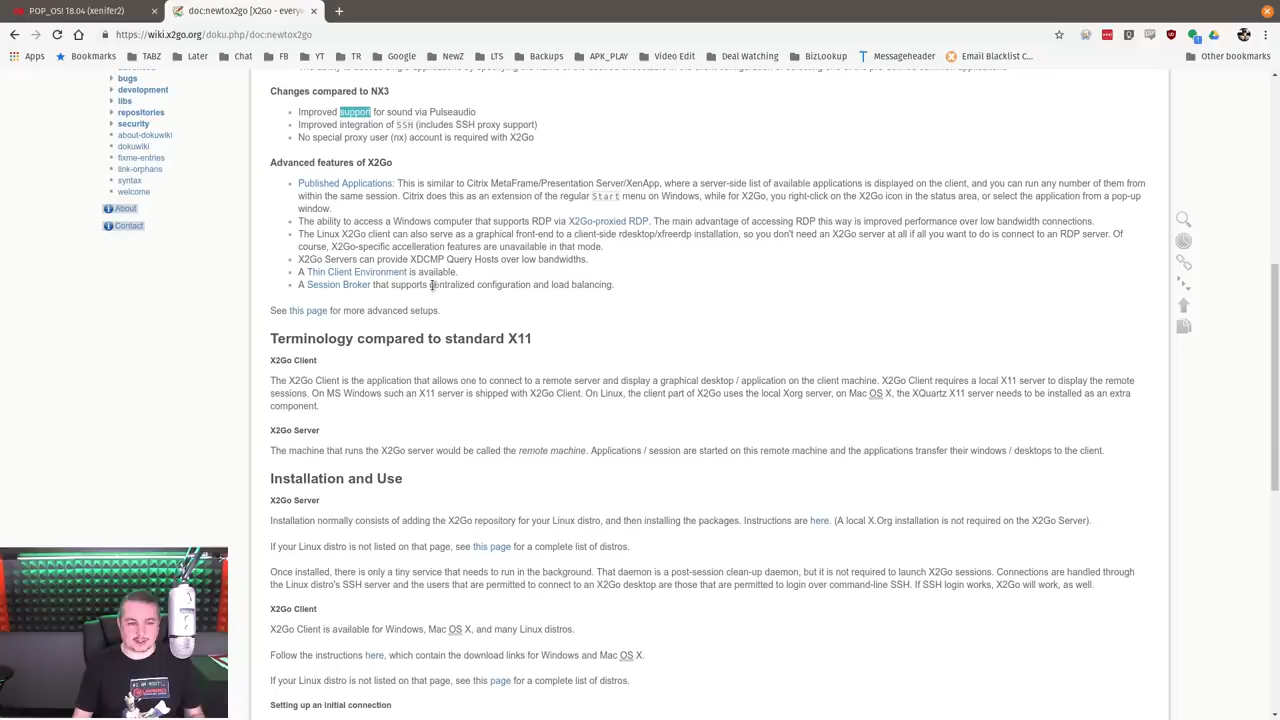 POP_OS! 18.04 (xenifer2)
doc:newtox2go [X2Go - every
https://wiki.x2go.org/doku.php/doc:newtox2go
Apps
Bookmarks
TABZ
Later
Chat
FB
YT
TR
Google
NewZ
LTS
Backups
APK_PLAY
Video Edit
Deal Watching
BizLookup
Messageheader
Email Blacklist C...
Other bookmarks
bugs
development
libs
repositories
security
about-dokuwiki
dokuwiki
fixme-entries
link-orphans
syntax
welcome
About
Contact
Changes compared to NX3
Improved support for sound via Pulseaudio
Improved integration of SSH (includes SSH proxy support)
No special proxy user (nx) account is required with X2Go
Advanced features of X2Go
Published Applications: This is similar to Citrix MetaFrame/Presentation Server/XenApp, where a server-side list of available applications is displayed on the client, and you can run any number of them from
within the same session. Citrix does this as an extension of the regular Start menu on Windows, while for X2Go, you right-click on the X2Go icon in the status area, or select the application from a pop-up
window.
The ability to access a Windows computer that supports RDP via X2Go-proxied RDP. The main advantage of accessing RDP this way is improved performance over low bandwidth connections.
The Linux X2Go client can also serve as a graphical front-end to a client-side rdesktop/xfreerdp installation, so you don't need an X2Go server at all if all you want to do is connect to an RDP server. Of
course, X2Go-specific accelleration features are unavailable in that mode.
X2Go Servers can provide XDCMP Query Hosts over low bandwidths.
A Thin Client Environment is available.
A Session Broker that supports centralized configuration and load balancing.
See this page for more advanced setups.
Terminology compared to standard X11
X2Go Client
The X2Go Client is the application that allows one to connect to a remote server and display a graphical desktop / application on the client machine. X2Go Client requires a local X11 server to display the remote
sessions. On MS Windows such an X11 server is shipped with X2Go Client. On Linux, the client part of X2Go uses the local Xorg server, on Mac OS X, the XQuartz X11 server needs to be installed as an extra
component.
X2Go Server
The machine that runs the X2Go server would be called the remote machine. Applications / session are started on this remote machine and the applications transfer their windows / desktops to the client.
Installation and Use
X2Go Server
Installation normally consists of adding the X2Go repository for your Linux distro, and then installing the packages. Instructions are here. (A local X.Org installation is not required on the X2Go Server).
If your Linux distro is not listed on that page, see this page for a complete list of distros.
Once installed, there is only a tiny service that needs to run in the background. That daemon is a post-session clean-up daemon, but it is not required to launch X2Go sessions. Connections are handled through
the Linux distro's SSH server and the users that are permitted to connect to an X2Go desktop are those that are permitted to login over command-line SSH. If SSH login works, X2Go will work, as well.
X2Go Client
X2Go Client is available for Windows, Mac OS X, and many Linux distros.
Follow the instructions here, which contain the download links for Windows and Mac OS X.
If your Linux distro is not listed on that page, see this page for a complete list of distros.
Setting up an initial connection